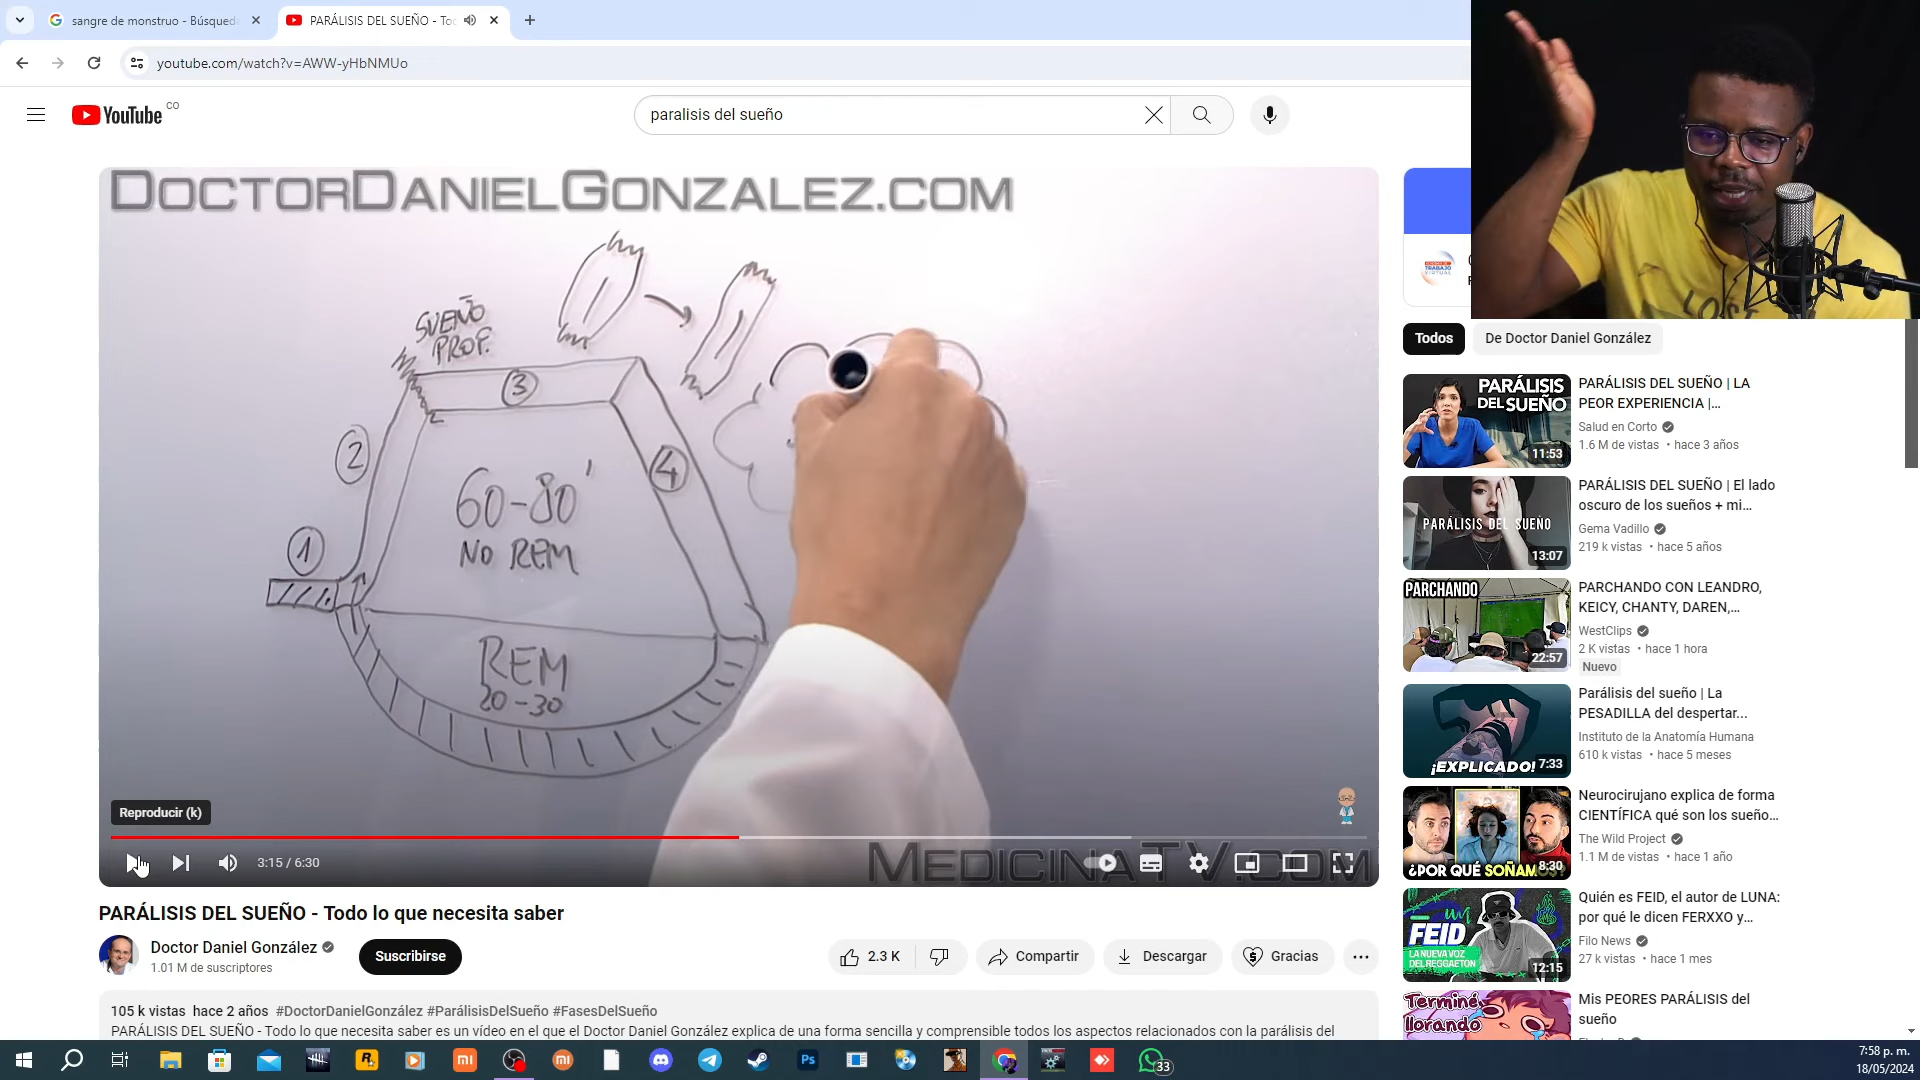 sangre de monstruo - Búsqued
PARÁLISIS DEL SUEÑO - Tod
youtube.com/watch?v=AWW-yHbNMUo
YouTube
CO
paralisis del sueño
DOCTORDANIELGONZALEZ.COM
SUEÑO
PROF.
3
2
4
60-80'
NO REM
1
REM
20-30
Reproducir (k)
3:15 / 6:30
MEDICINATV.COM
PARÁLISIS DEL SUEÑO - Todo lo que necesita saber
Doctor Daniel González
1.01 M de suscriptores
Suscribirse
2.3 K
Compartir
Descargar
Gracias
105 k vistas hace 2 años #DoctorDanielGonzález #ParálisisDelSueño #FasesDelSueño
PARÁLISIS DEL SUEÑO - Todo lo que necesita saber es un vídeo en el que el Doctor Daniel González explica de una forma sencilla y comprensible todos los aspectos relacionados con la parálisis del
TRABAJO
VIRTUAL
Todos
De Doctor Daniel González
PARÁLISIS
DEL SUEÑO
11:53
PARÁLISIS DEL SUEÑO | LA
PEOR EXPERIENCIA |...
Salud en Corto
1.6 M de vistas • hace 3 años
PARÁLISIS DEL SUEÑO
13:07
PARÁLISIS DEL SUEÑO | El lado
oscuro de los sueños + mi...
Gema Vadillo
219 k vistas • hace 5 años
PARCHANDO
22:57
PARCHANDO CON LEANDRO,
KEICY, CHANTY, DAREN,...
WestClips
2 K vistas • hace 1 hora
Nuevo
¡EXPLICADO!
7:33
Parálisis del sueño | La
PESADILLA del despertar...
Instituto de la Anatomía Humana
610 k vistas • hace 5 meses
¿POR QUÉ SOÑAMOS?
8:30
Neurocirujano explica de forma
CIENTÍFICA qué son los sueño...
The Wild Project
1.1 M de vistas • hace 1 año
un
FEID
LA NUEVA VOZ
DEL REGGAETON
12:15
Quién es FEID, el autor de LUNA:
por qué le dicen FERXXO y...
Filo News
27 k vistas • hace 1 mes
Terminé
llorando
Mis PEORES PARÁLISIS del
sueño
Ps
33
7:58 p. m.
18/05/2024